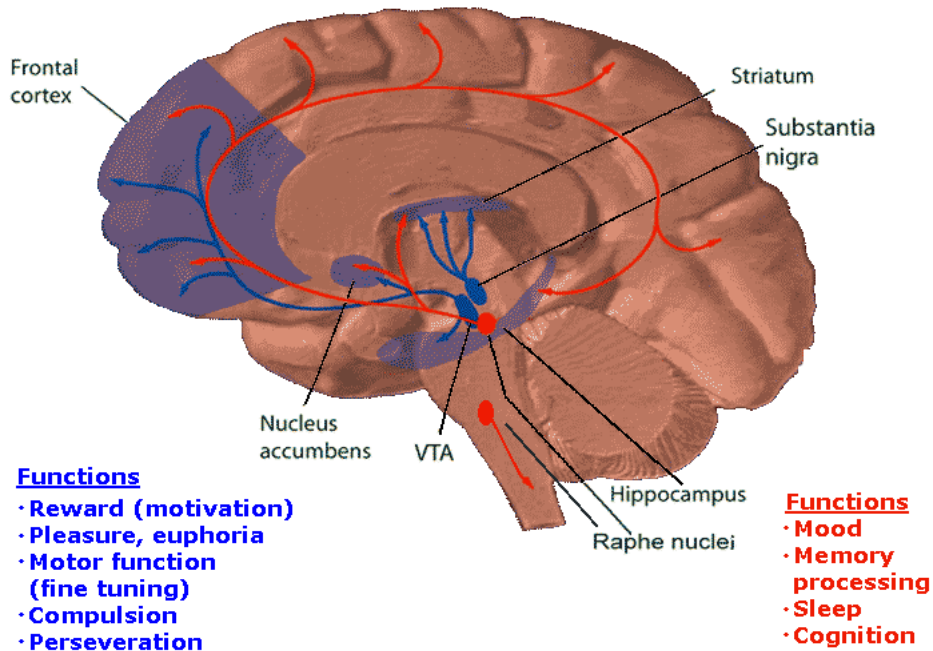 Frontal
cortex
Striatum
Substantia
nigra
Nucleus
accumbens
VTA
Hippocampus
Raphe nuclei
Functions
·Reward (motivation)
·Pleasure, euphoria
·Motor function
(fine tuning)
·Compulsion
·Perseveration
Functions
·Mood
·Memory
processing
·Sleep
·Cognition